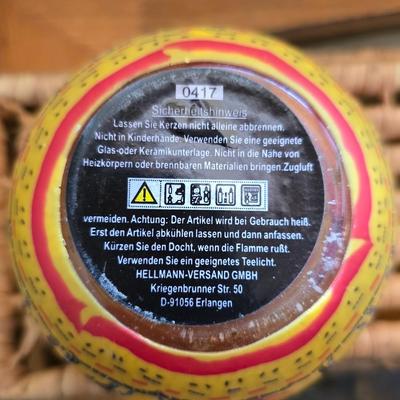 0417
Sicherheitshinweis
Lassen Sie Kerzen nicht alleine abbrennen.
Nicht in Kinderhände. Verwenden Sie eine geeignete
Glas-oder Keramikunterlage. Nicht in die Nähe von
Heizkörpern oder brennbaren Materialien bringen.Zugluft
vermeiden. Achtung: Der Artikel wird bei Gebrauch heiß.
Erst den Artikel abkühlen lassen und dann anfassen.
Kürzen Sie den Docht, wenn die Flamme rußt.
Verwenden Sie ein geeignetes Teelicht.
HELLMANN-VERSAND GMBH
Kriegenbrunner Str. 50
D-91056 Erlangen